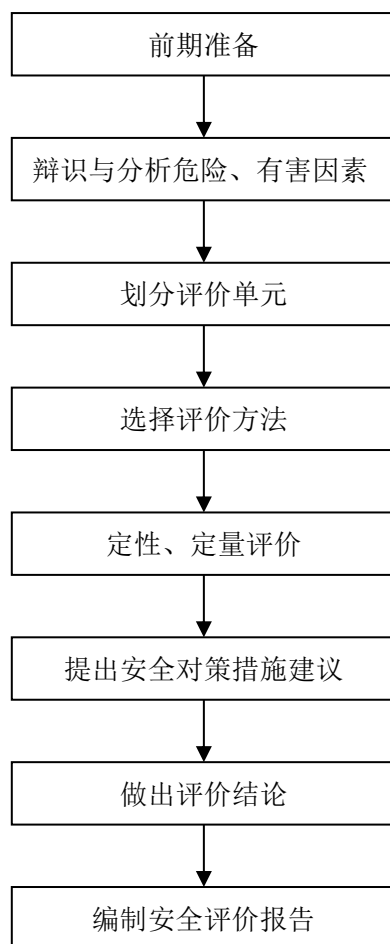 前期准备
辩识与分析危险、有害因素
划分评价单元
选择评价方法
定性、定量评价
提出安全对策措施建议
做出评价结论
编制安全评价报告